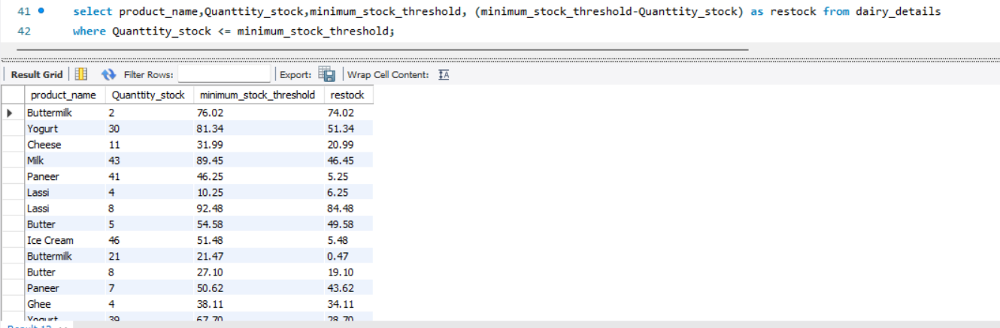 41 select product_name,Quanttity_stock,minimum_stock_threshold, (minimum_stock_threshold-Quanttity_stock) as restock from dairy_details
42 where Quanttity_stock <= minimum_stock_threshold;
Result Grid Filter Rows: Export: Wrap Cell Content: IA
product_name Quanttity_stock minimum_stock_threshold restock
Buttermilk 2 76.02 74.02
Yogurt 30 81.34 51.34
Cheese 11 31.99 20.99
Milk 43 89.45 46.45
Paneer 41 46.25 5.25
Lassi 4 10.25 6.25
Lassi 8 92.48 84.48
Butter 5 54.58 49.58
Ice Cream 46 51.48 5.48
Buttermilk 21 21.47 0.47
Butter 8 27.10 19.10
Paneer 7 50.62 43.62
Ghee 4 38.11 34.11
Yogurt 39 67.70 28.70